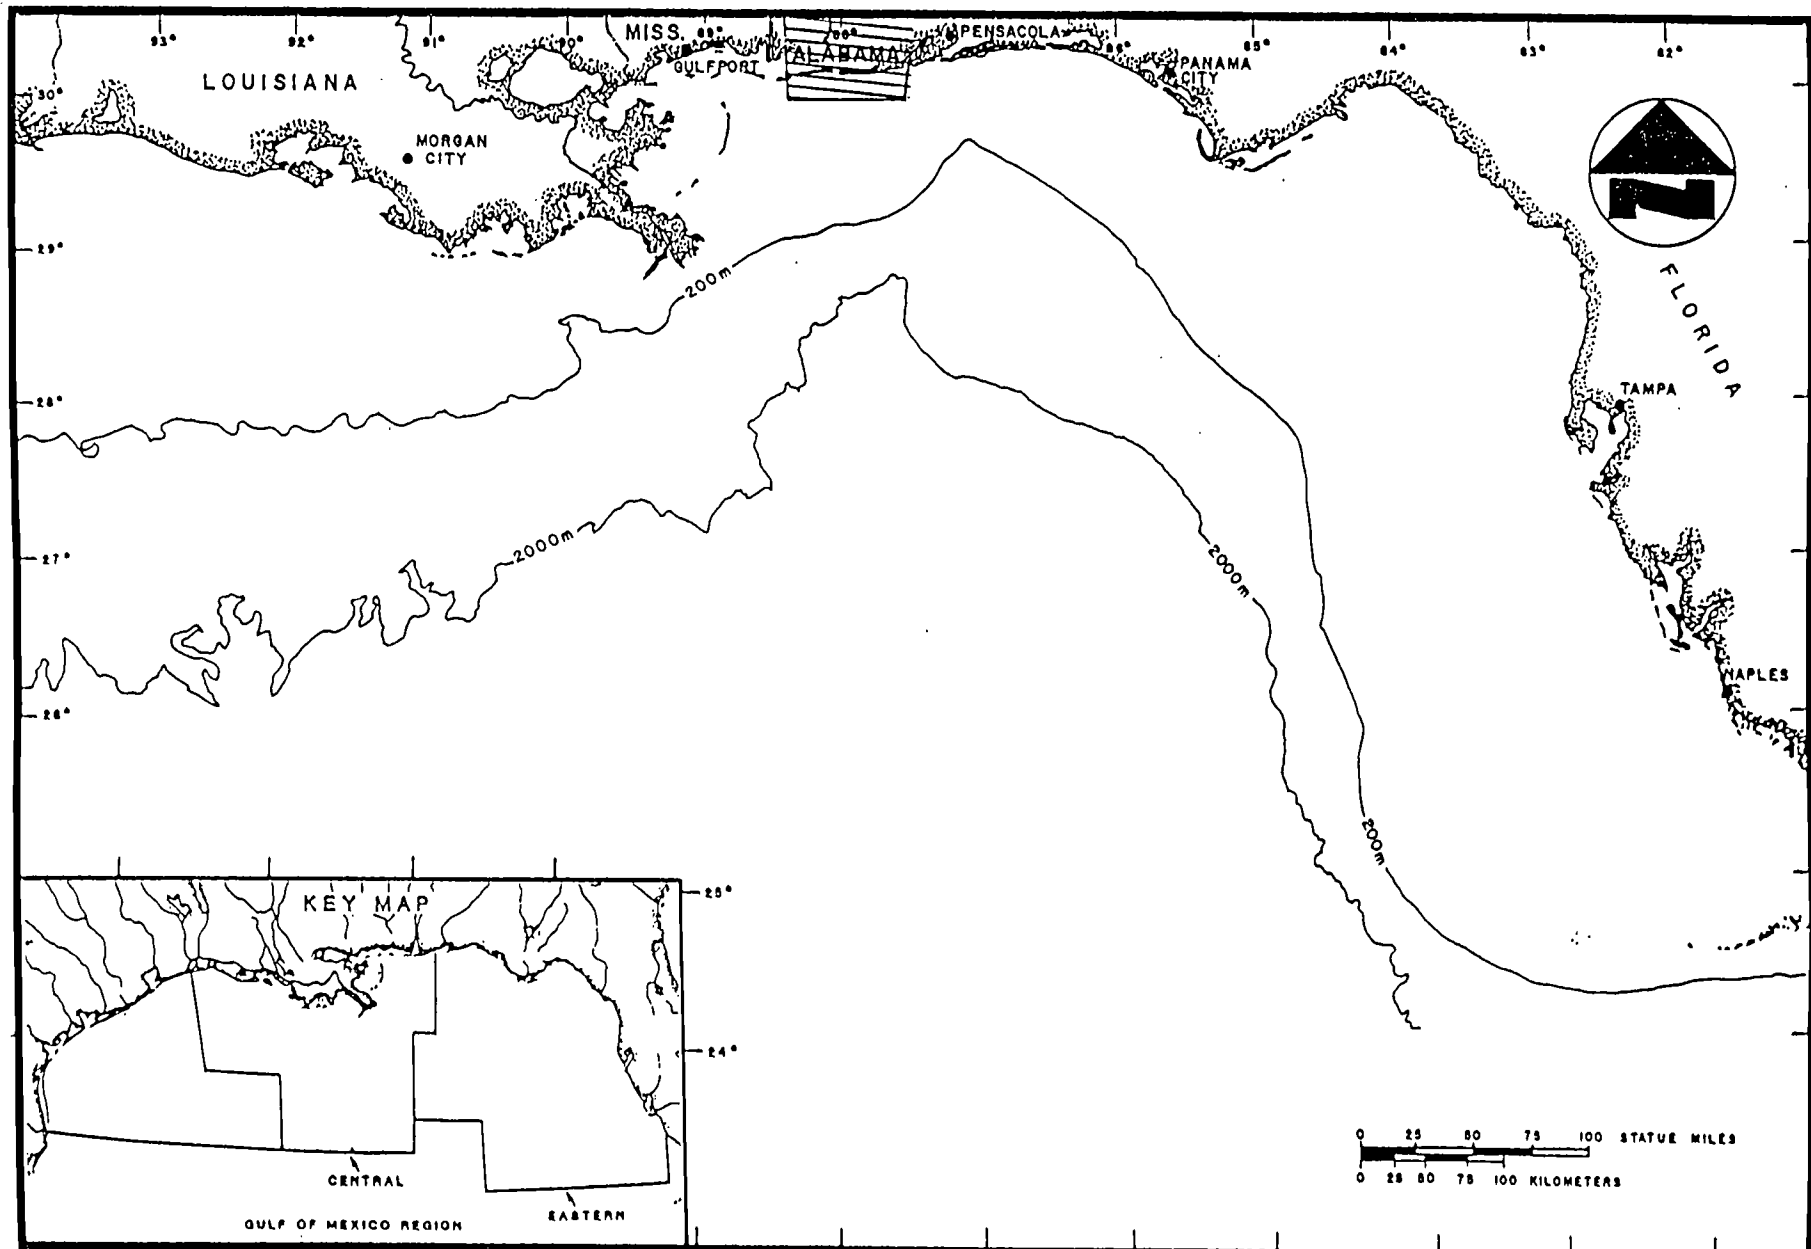 MISS.
93° 92° 91° 90° 89° 88° 86° 85° 84° 83° 82°
PENSACOLA
ALABAMA
GULFPORT
PANAMA
CITY
LOUISIANA
30°
MORGAN
CITY
N
29°
200m
FLORIDA
28°
TAMPA
2000m
27°
2000m
NAPLES
26°
200m
25°
KEY MAP
24°
CENTRAL
EASTERN
GULF OF MEXICO REGION
0 25 50 75 100 STATUE MILES
0 25 50 75 100 KILOMETERS